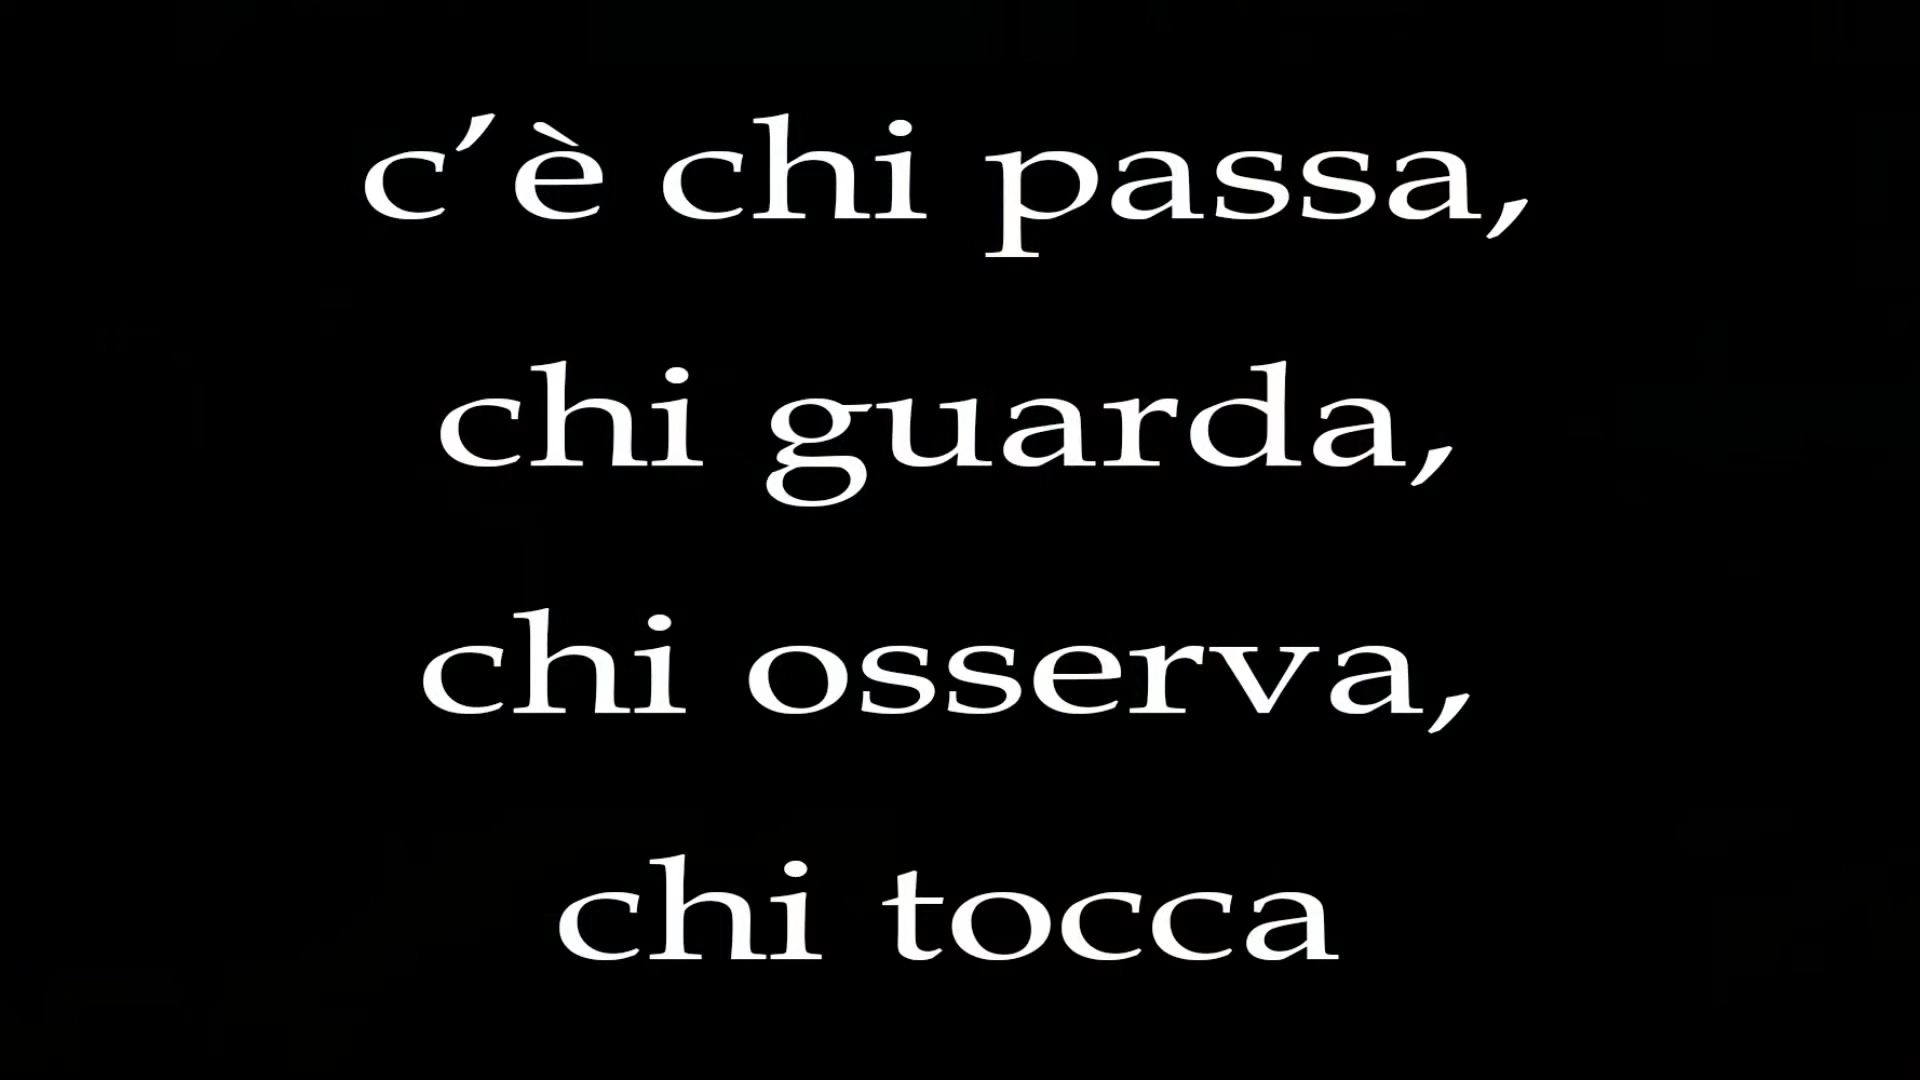 c’è chi passa,
chi guarda,
chi osserva,
chi tocca